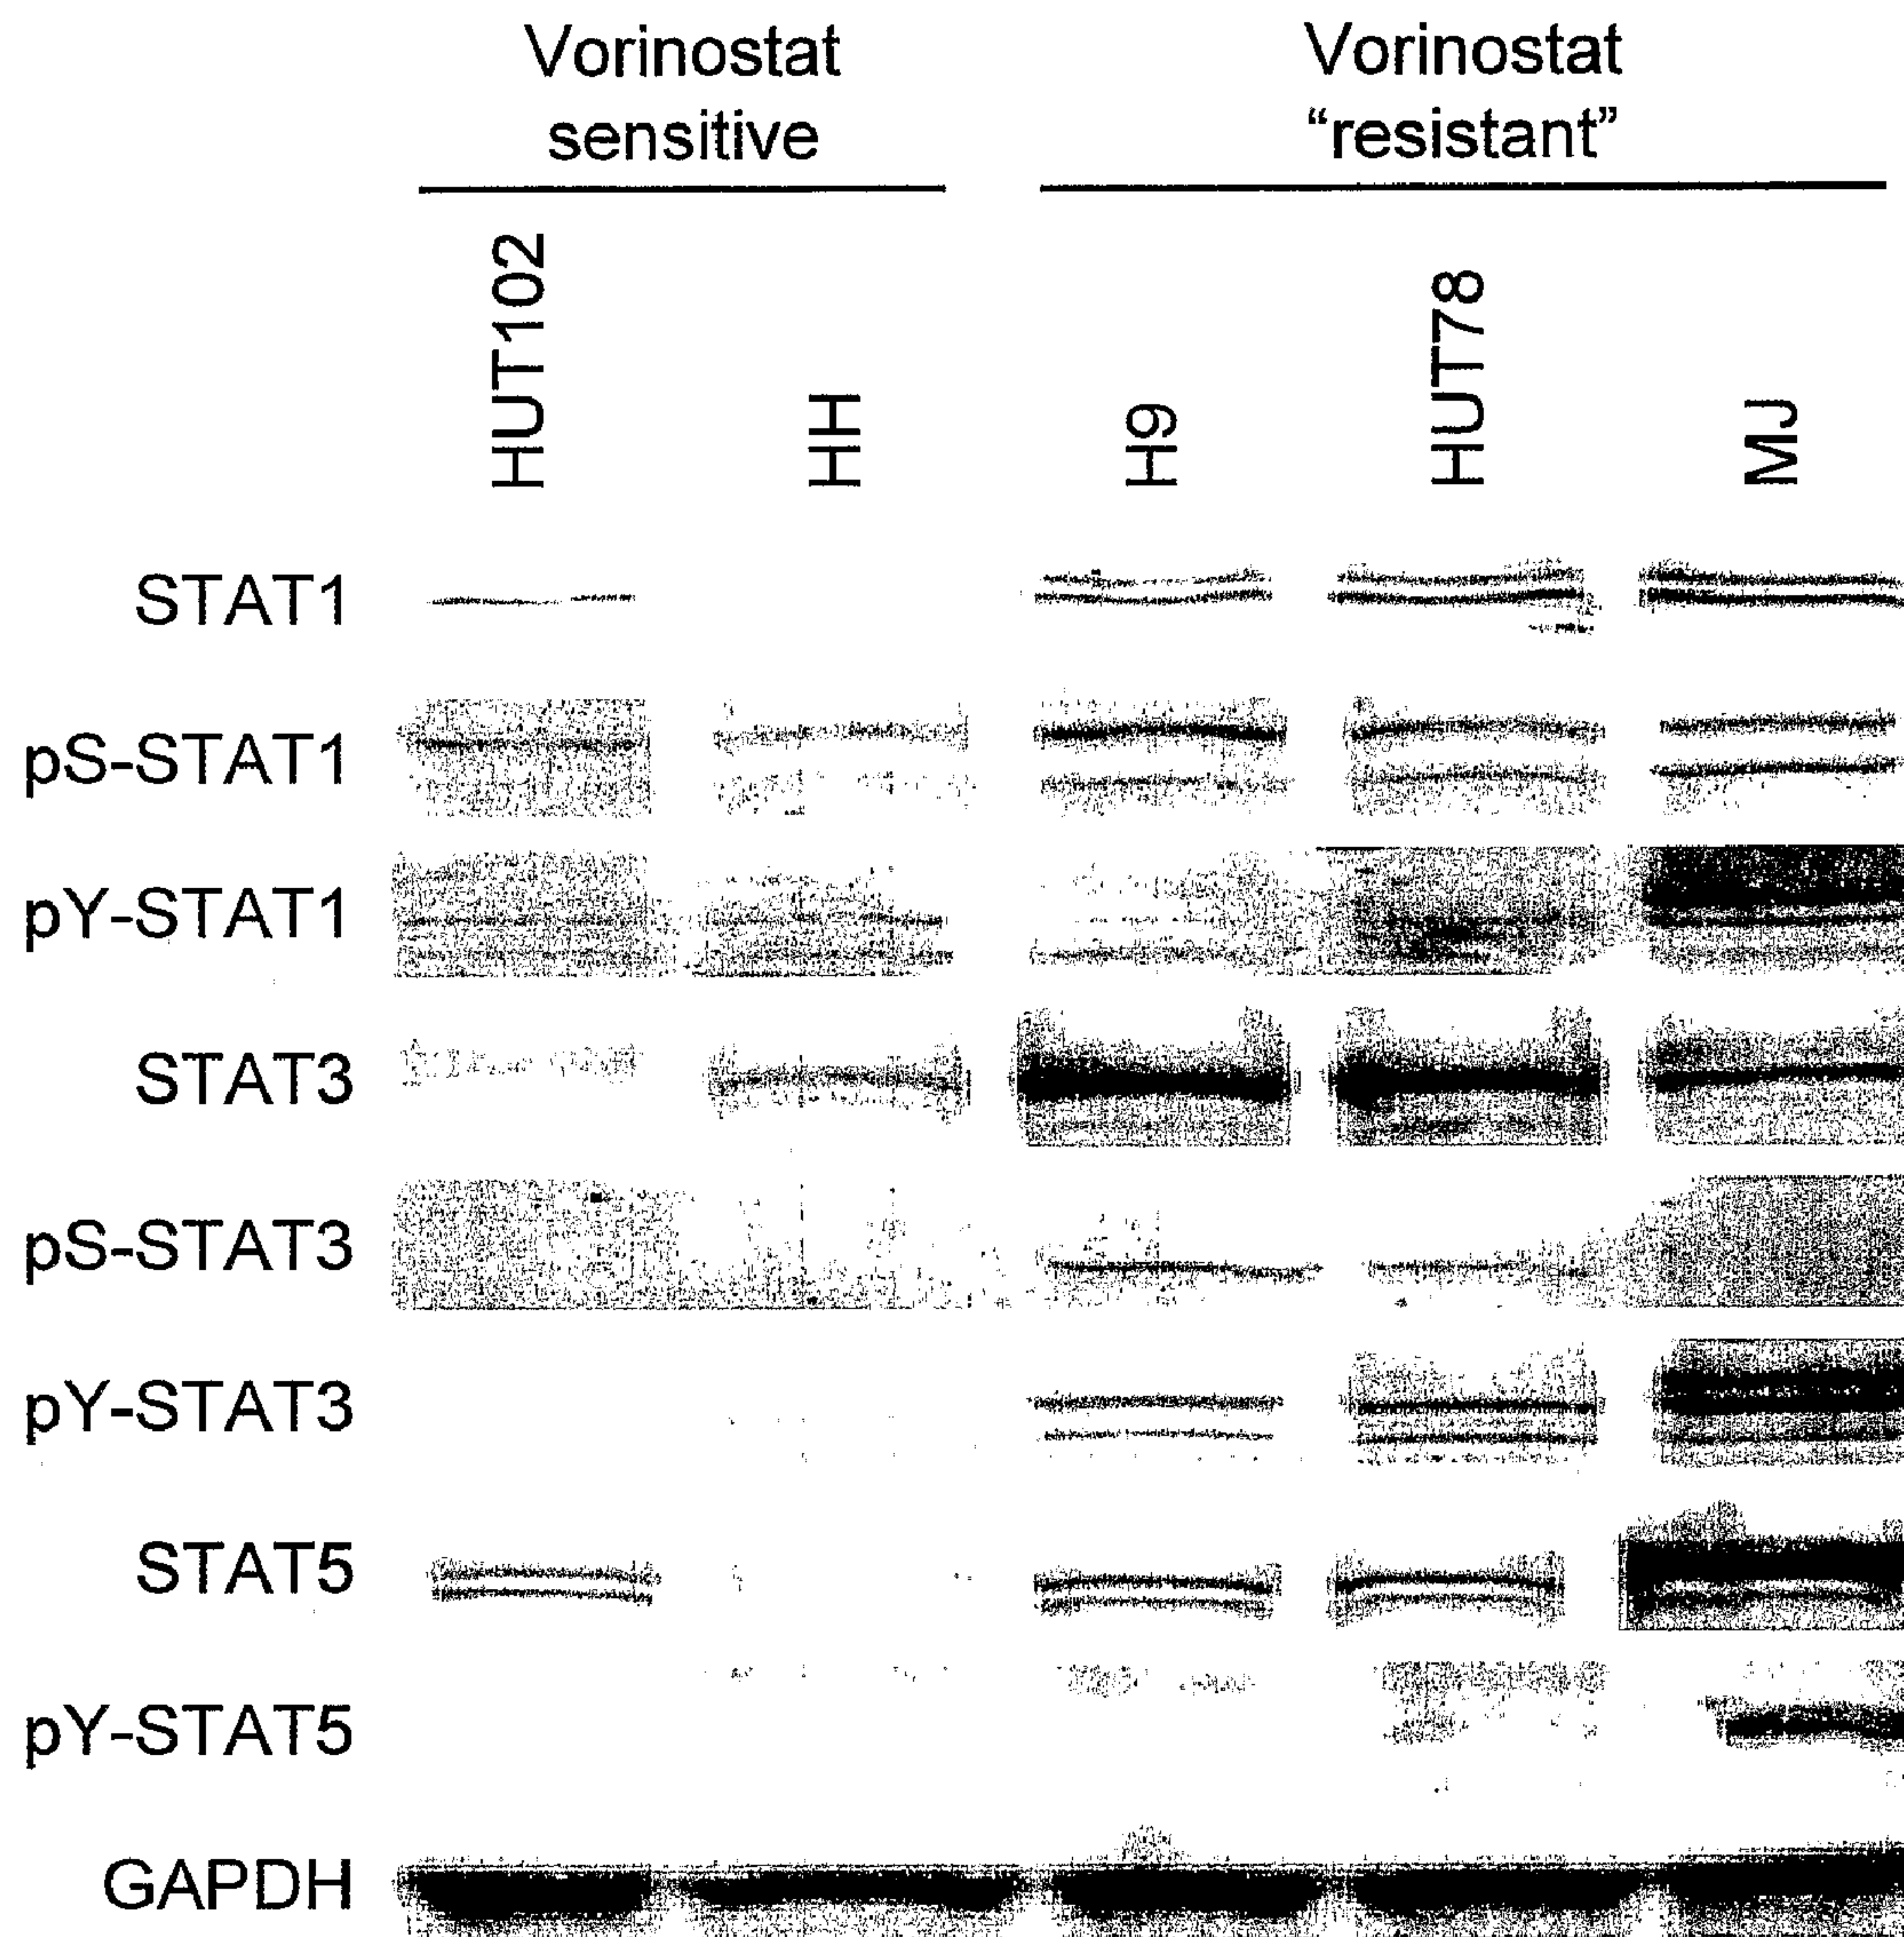 Vorinostat
sensitive
Vorinostat
“resistant”
HUT102
HH
H9
HUT78
MJ
STAT1
pS-STAT1
pY-STAT1
STAT3
pS-STAT3
pY-STAT3
STAT5
pY-STAT5
GAPDH